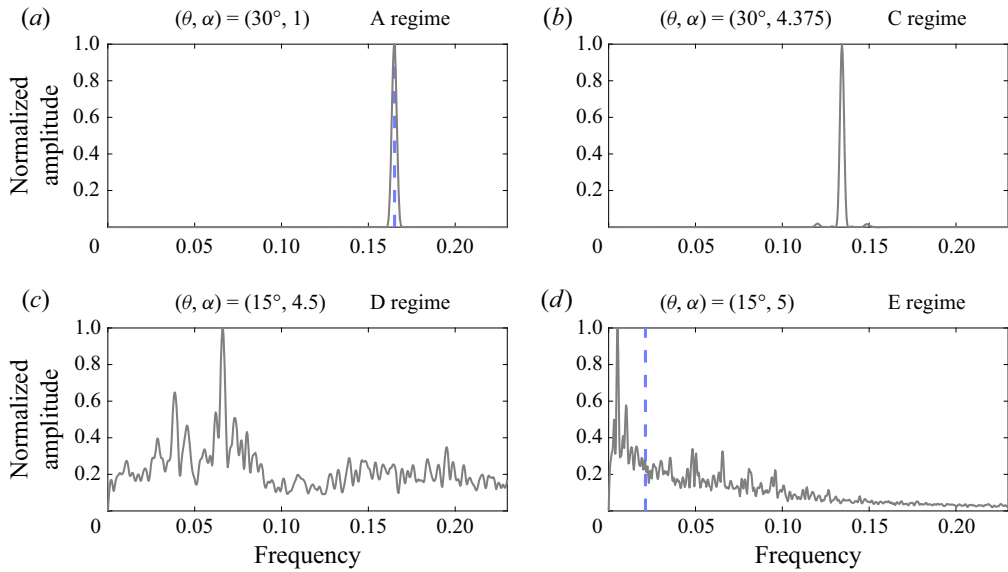 (a) (θ, α) = (30°, 1) A regime
(b) (θ, α) = (30°, 4.375) C regime
Normalized
amplitude
1.0
0.8
0.6
0.4
0.2
0 0.05 0.10 0.15 0.20
1.0
0.8
0.6
0.4
0.2
0 0.05 0.10 0.15 0.20
(c) (θ, α) = (15°, 4.5) D regime
(d) (θ, α) = (15°, 5) E regime
Normalized
amplitude
1.0
0.8
0.6
0.4
0.2
0 0.05 0.10 0.15 0.20
Frequency
1.0
0.8
0.6
0.4
0.2
0 0.05 0.10 0.15 0.20
Frequency